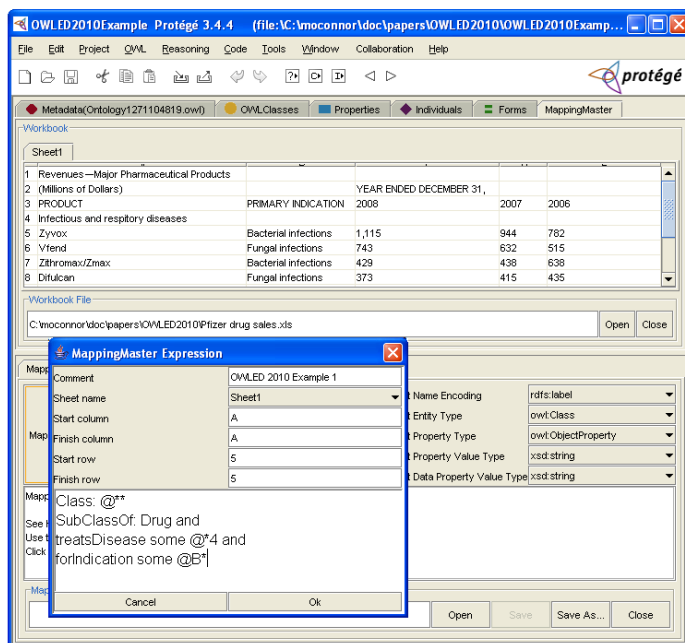 OWLED2010Example Protégé 3.4.4 (file:\C:\moconnor\doc\papers\OWLED2010\OWLED2010Examp...
File Edit Project OWL Reasoning Code Tools Window Collaboration Help
protégé
Metadata(Ontology1271104819.owl) OWLClasses Properties Individuals Forms MappingMaster
Workbook
Sheet1
1 Revenues—Major Pharmaceutical Products
2 (Millions of Dollars) YEAR ENDED DECEMBER 31,
3 PRODUCT PRIMARY INDICATION 2008 2007 2006
4 Infectious and respitory diseases
5 Zyvox Bacterial infections 1,115 944 782
6 Vfend Fungal infections 743 632 515
7 Zithromax/Zmax Bacterial infections 429 438 638
8 Difulcan Fungal infections 373 415 435
Workbook File
C:\moconnor\doc\papers\OWLED2010\Pfizer drug sales.xls Open Close
MappingMaster Expression
Comment OWLED 2010 Example 1
Sheet name Sheet1
Start column A
Finish column A
Start row 5
Finish row 5
Class: @**
SubClassOf: Drug and
treatsDisease some @*4 and
forIndication some @B*
Cancel Ok
Name Encoding rdfs:label
Entity Type owl:Class
Property Type owl:ObjectProperty
Property Value Type xsd:string
Data Property Value Type xsd:string
See
Click
Open Save Save As... Close